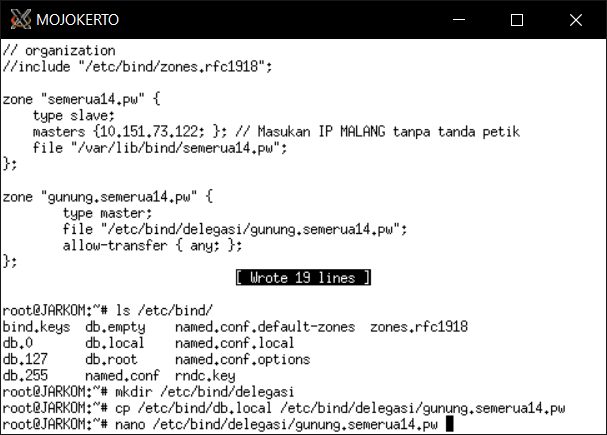 MOJOKERTO
// organization
//include "/etc/bind/zones.rfc1918";
zone "semerua14.pw" {
    type slave;
    masters {10.151.73.122; }; // Masukan IP MALANG tanpa tanda petik
    file "/var/lib/bind/semerua14.pw";
};
zone "gunung.semerua14.pw" {
        type master;
        file "/etc/bind/delegasi/gunung.semerua14.pw";
        allow-transfer { any; };
};
[ Wrote 19 lines ]
root@JARKOM:~# ls /etc/bind/
bind.keys  db.empty    named.conf.default-zones  zones.rfc1918
db.0       db.local    named.conf.local
db.127     db.root     named.conf.options
db.255     named.conf  rndc.key
root@JARKOM:~# mkdir /etc/bind/delegasi
root@JARKOM:~# cp /etc/bind/db.local /etc/bind/delegasi/gunung.semerua14.pw
root@JARKOM:~# nano /etc/bind/delegasi/gunung.semerua14.pw